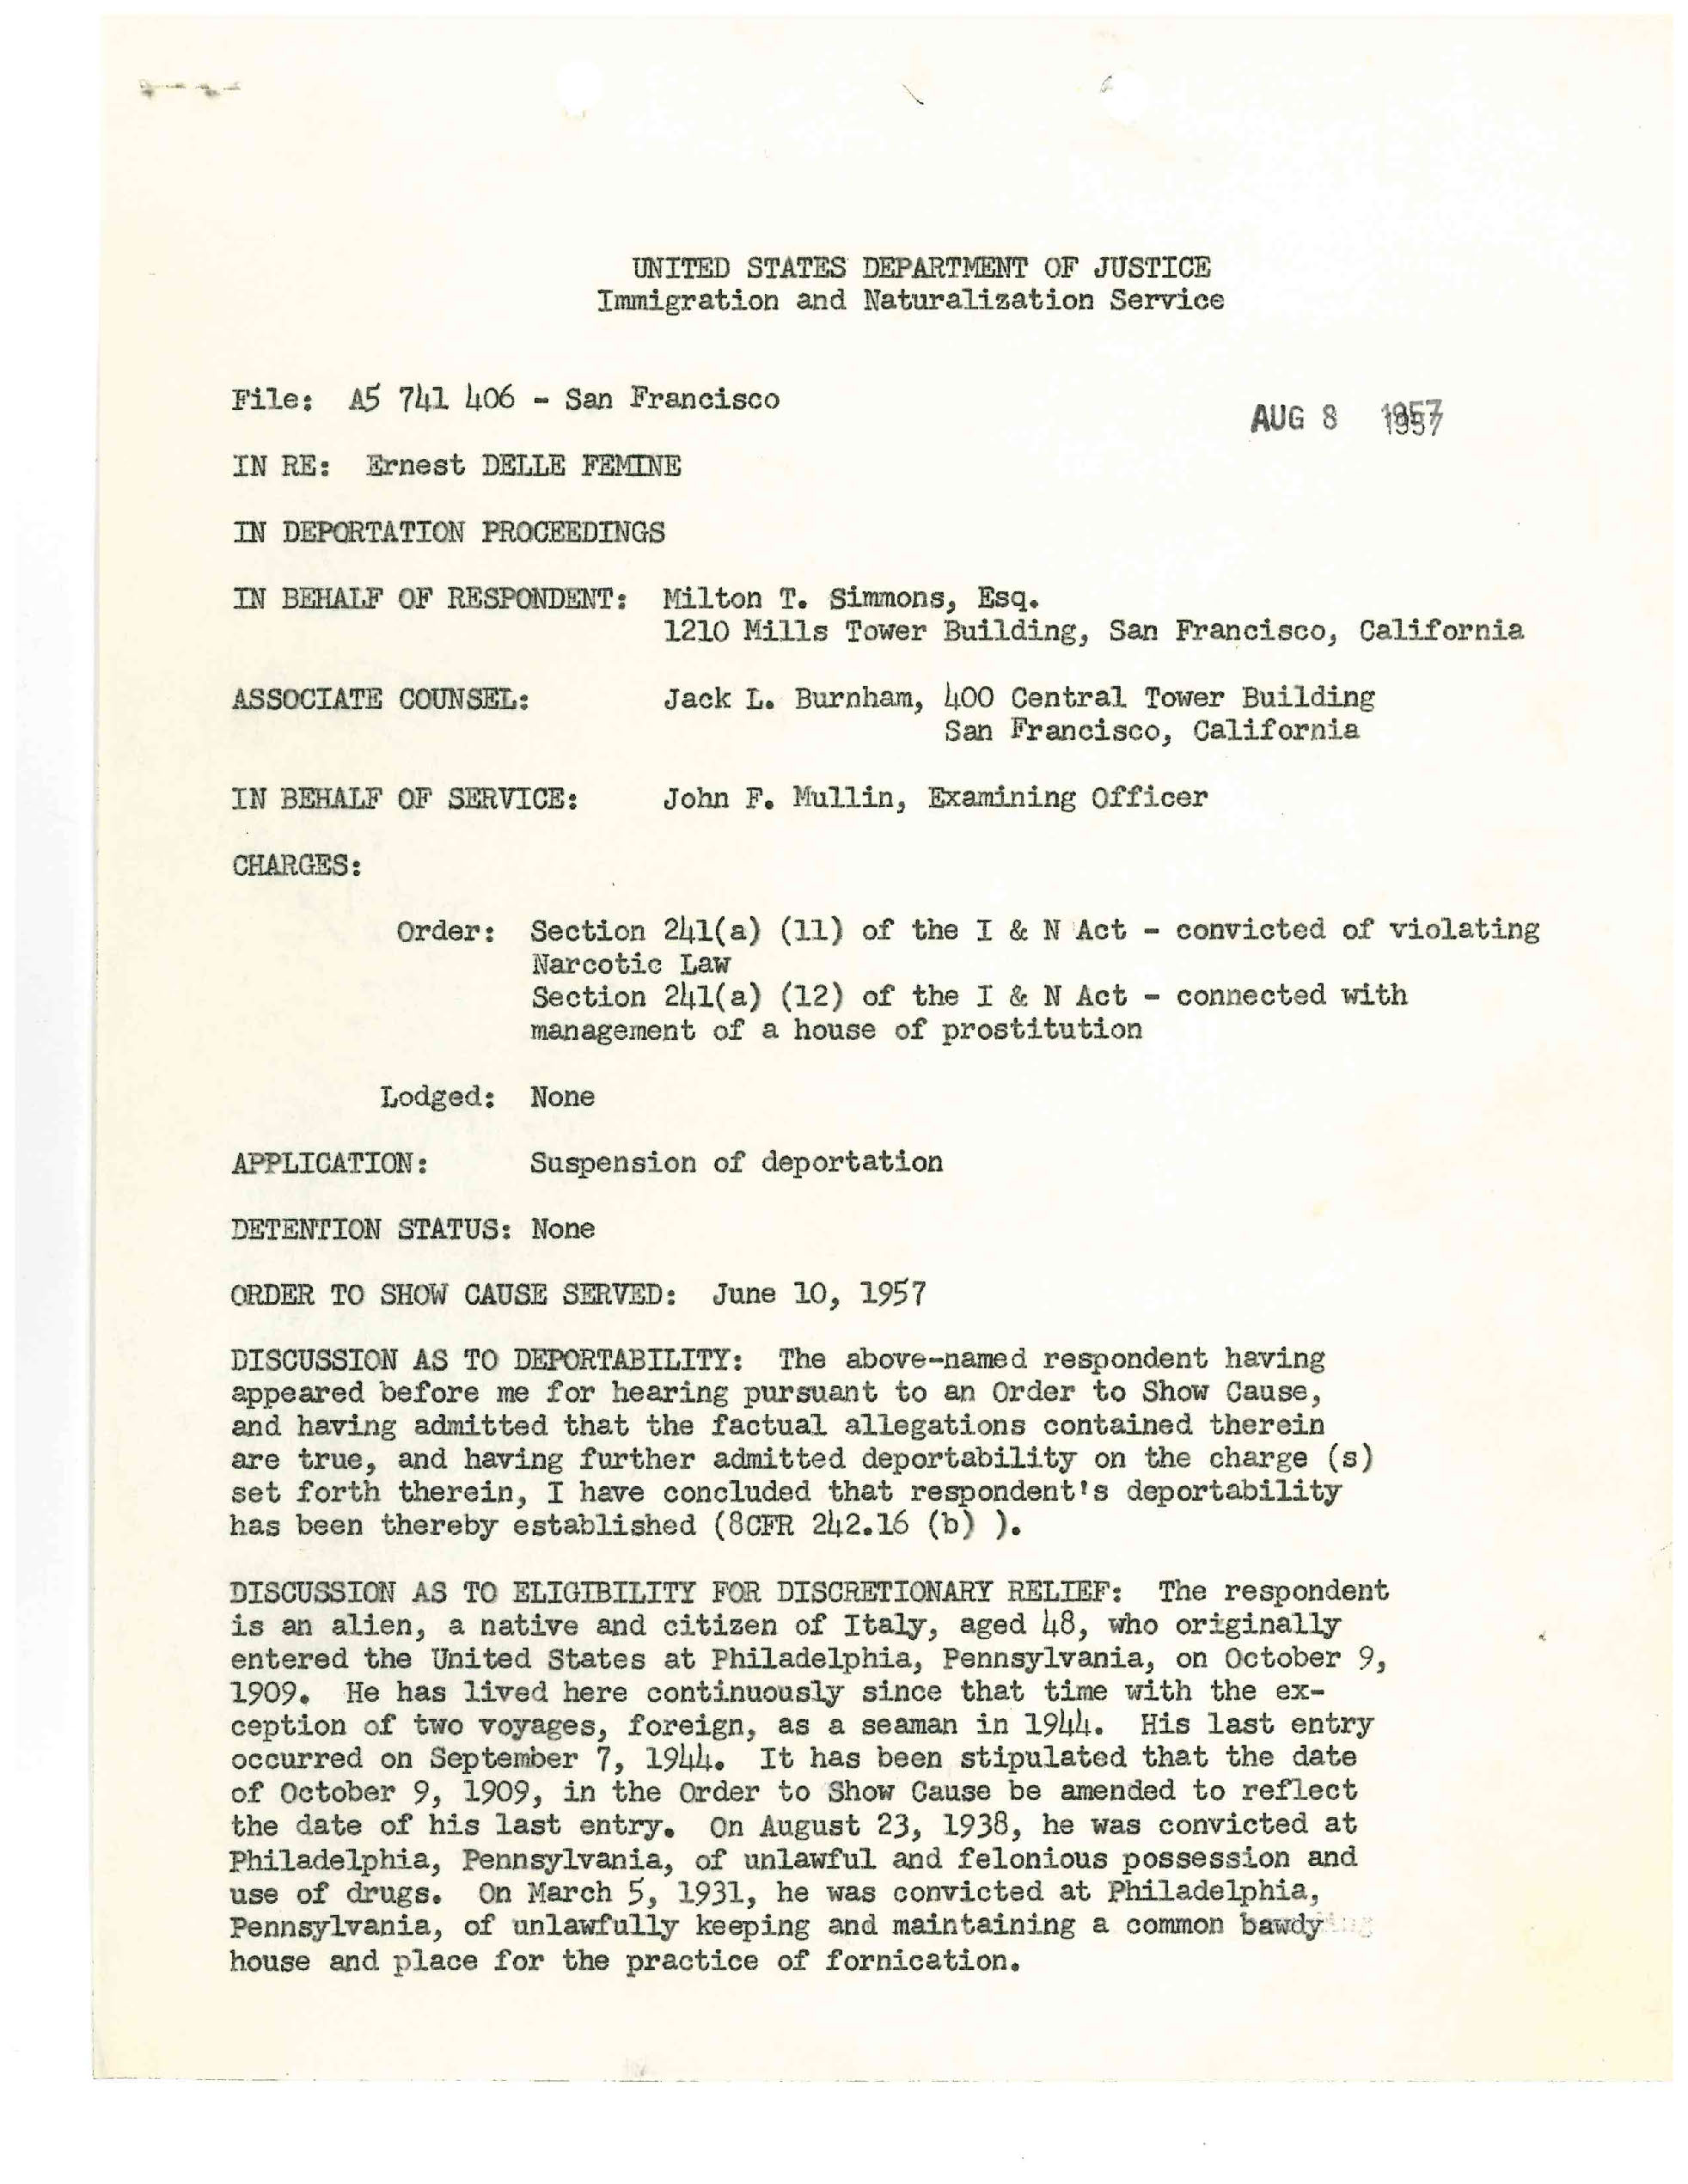 UNITED STATES DEPARTMENT OF JUSTICE
Immigration and Naturalization Service
File: A5 741 406 - San Francisco
AUG 8 1957
IN RE: Ernest DELLE FEMINE
IN DEPORTATION PROCEEDINGS
IN BEHALF OF RESPONDENT: Milton T. Simmons, Esq.
1210 Mills Tower Building, San Francisco, California
ASSOCIATE COUNSEL: Jack L. Burnham, 400 Central Tower Building
San Francisco, California
IN BEHALF OF SERVICE: John F. Mullin, Examining Officer
CHARGES:
Order: Section 241(a) (11) of the I & N Act - convicted of violating
Narcotic Law
Section 241(a) (12) of the I & N Act - connected with
management of a house of prostitution
Lodged: None
APPLICATION: Suspension of deportation
DETENTION STATUS: None
ORDER TO SHOW CAUSE SERVED: June 10, 1957
DISCUSSION AS TO DEPORTABILITY: The above-named respondent having
appeared before me for hearing pursuant to an Order to Show Cause,
and having admitted that the factual allegations contained therein
are true, and having further admitted deportability on the charge (s)
set forth therein, I have concluded that respondent's deportability
has been thereby established (8CFR 242.16 (b) ).
DISCUSSION AS TO ELIGIBILITY FOR DISCRETIONARY RELIEF: The respondent
is an alien, a native and citizen of Italy, aged 48, who originally
entered the United States at Philadelphia, Pennsylvania, on October 9,
1909. He has lived here continuously since that time with the ex-
ception of two voyages, foreign, as a seaman in 1944. His last entry
occurred on September 7, 1944. It has been stipulated that the date
of October 9, 1909, in the Order to Show Cause be amended to reflect
the date of his last entry. On August 23, 1938, he was convicted at
Philadelphia, Pennsylvania, of unlawful and felonious possession and
use of drugs. On March 5, 1931, he was convicted at Philadelphia,
Pennsylvania, of unlawfully keeping and maintaining a common bawdy
house and place for the practice of fornication.